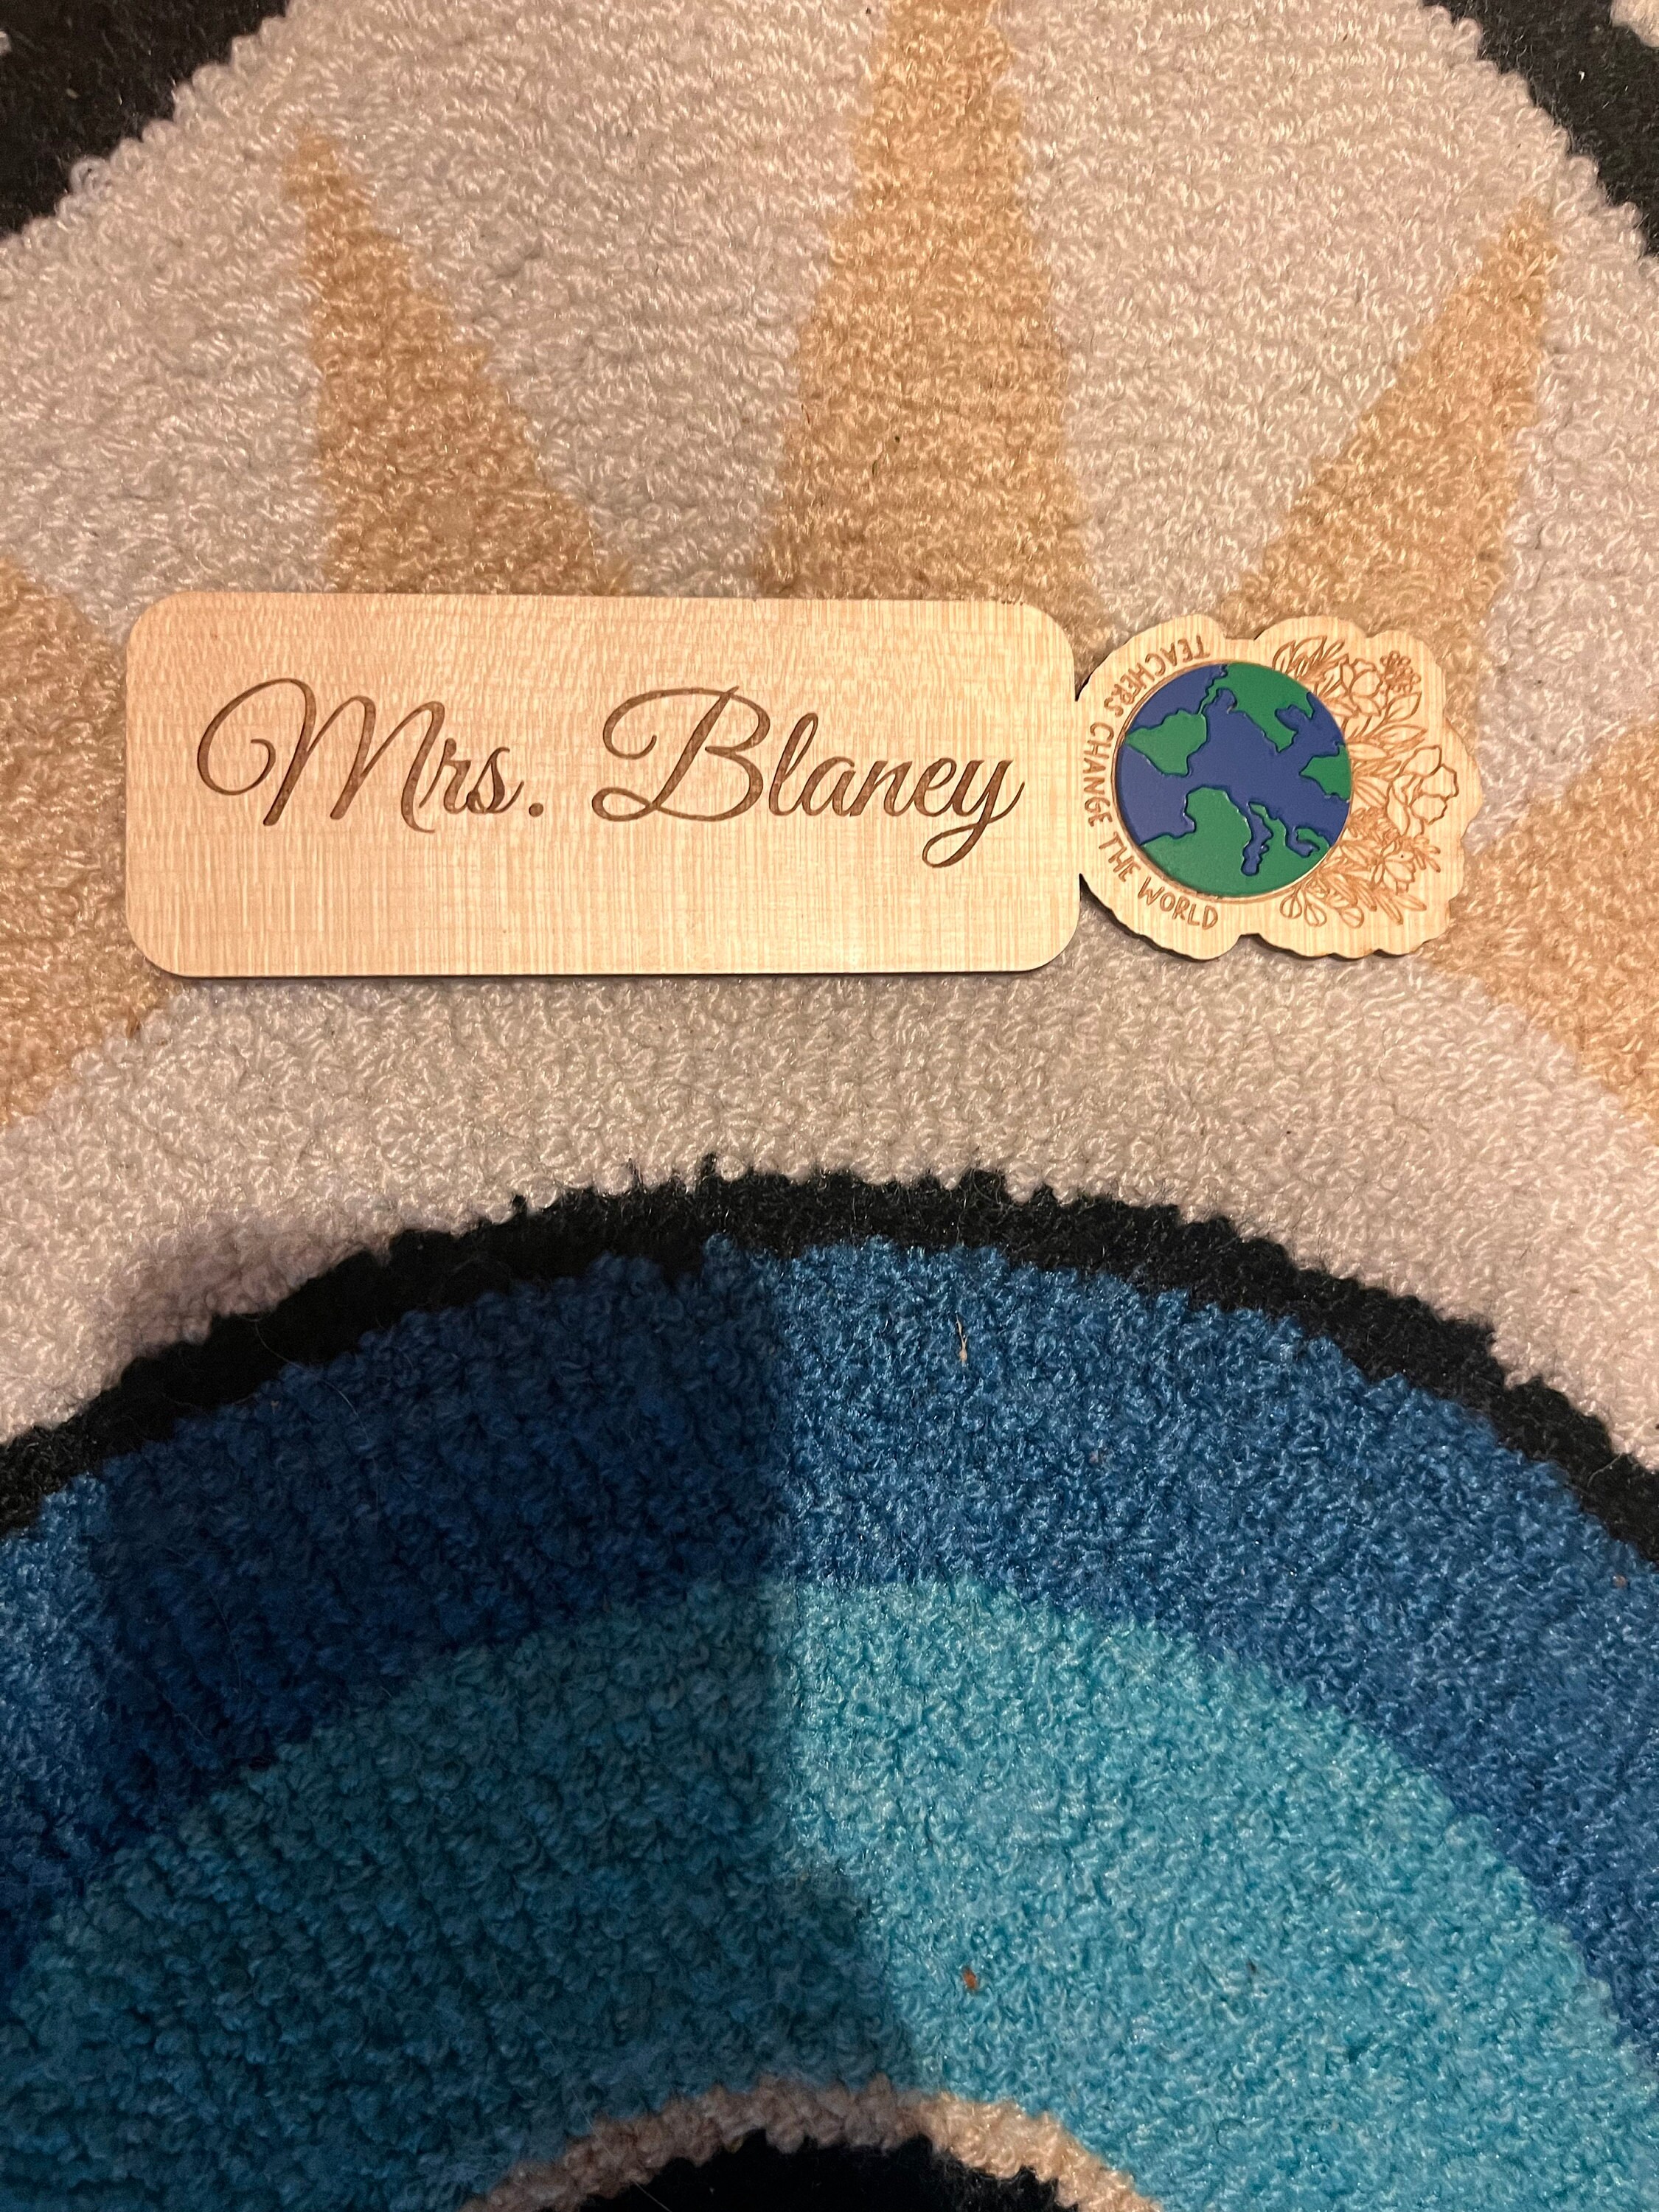 Mrs. Blaney
TEACHERS CHANGE THE WORLD